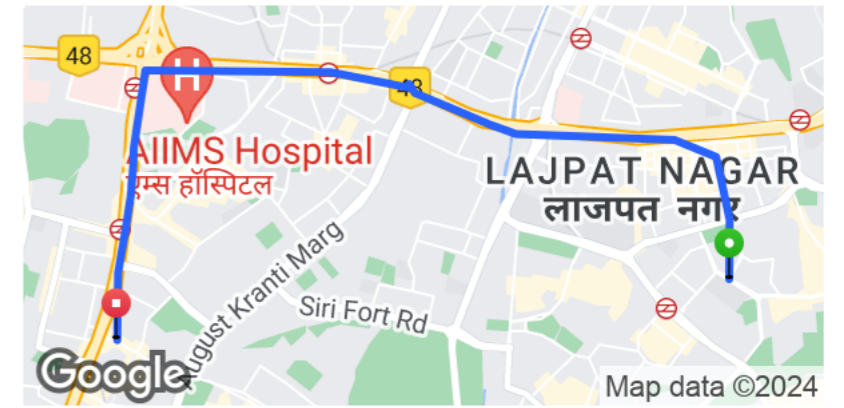 48
H
48
AIIMS Hospital
एम्स हॉस्पिटल
LAJPAT NAGAR
लाजपत नगर
August Kranti Marg
Siri Fort Rd
Google
Map data ©2024